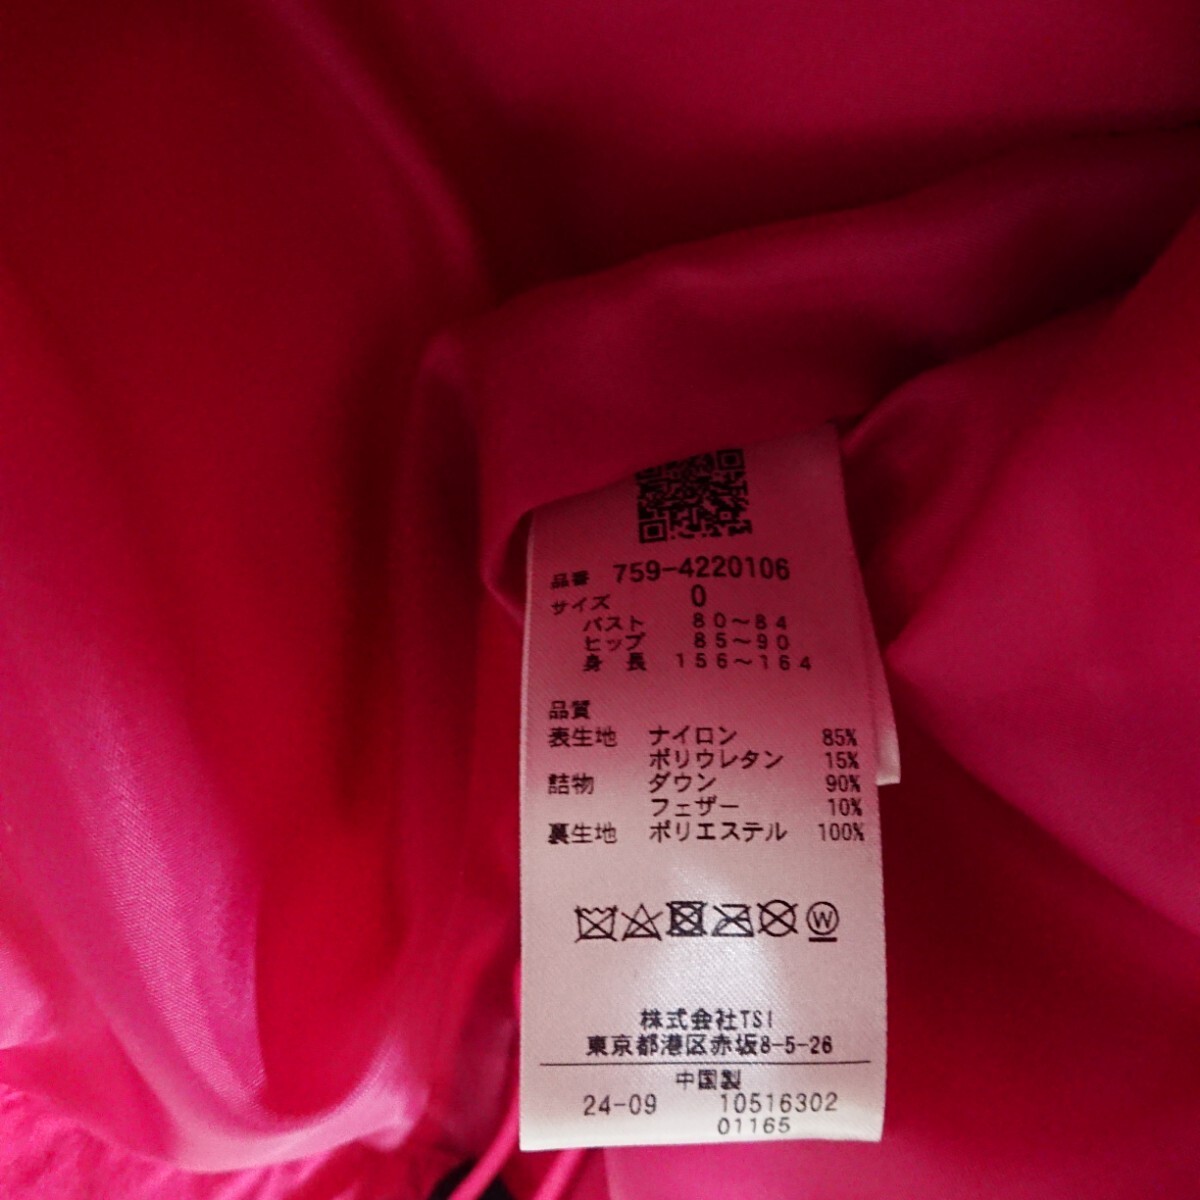 品番 759-4220106
サイズ 0
バスト 80～84
ヒップ 85～90
身長 156～164
品質
表生地 ナイロン 85%
ポリウレタン 15%
詰物 ダウン 90%
フェザー 10%
裏生地 ポリエステル 100%
W
株式会社TSI
東京都港区赤坂8-5-26
中国製
24-09 10516302
01165